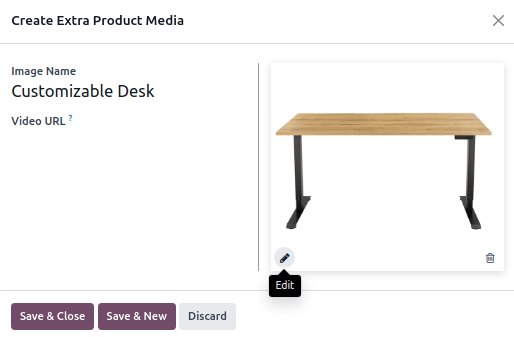 Create Extra Product Media
Image Name
Customizable Desk
Video URL ?
Edit
Save & Close Save & New Discard